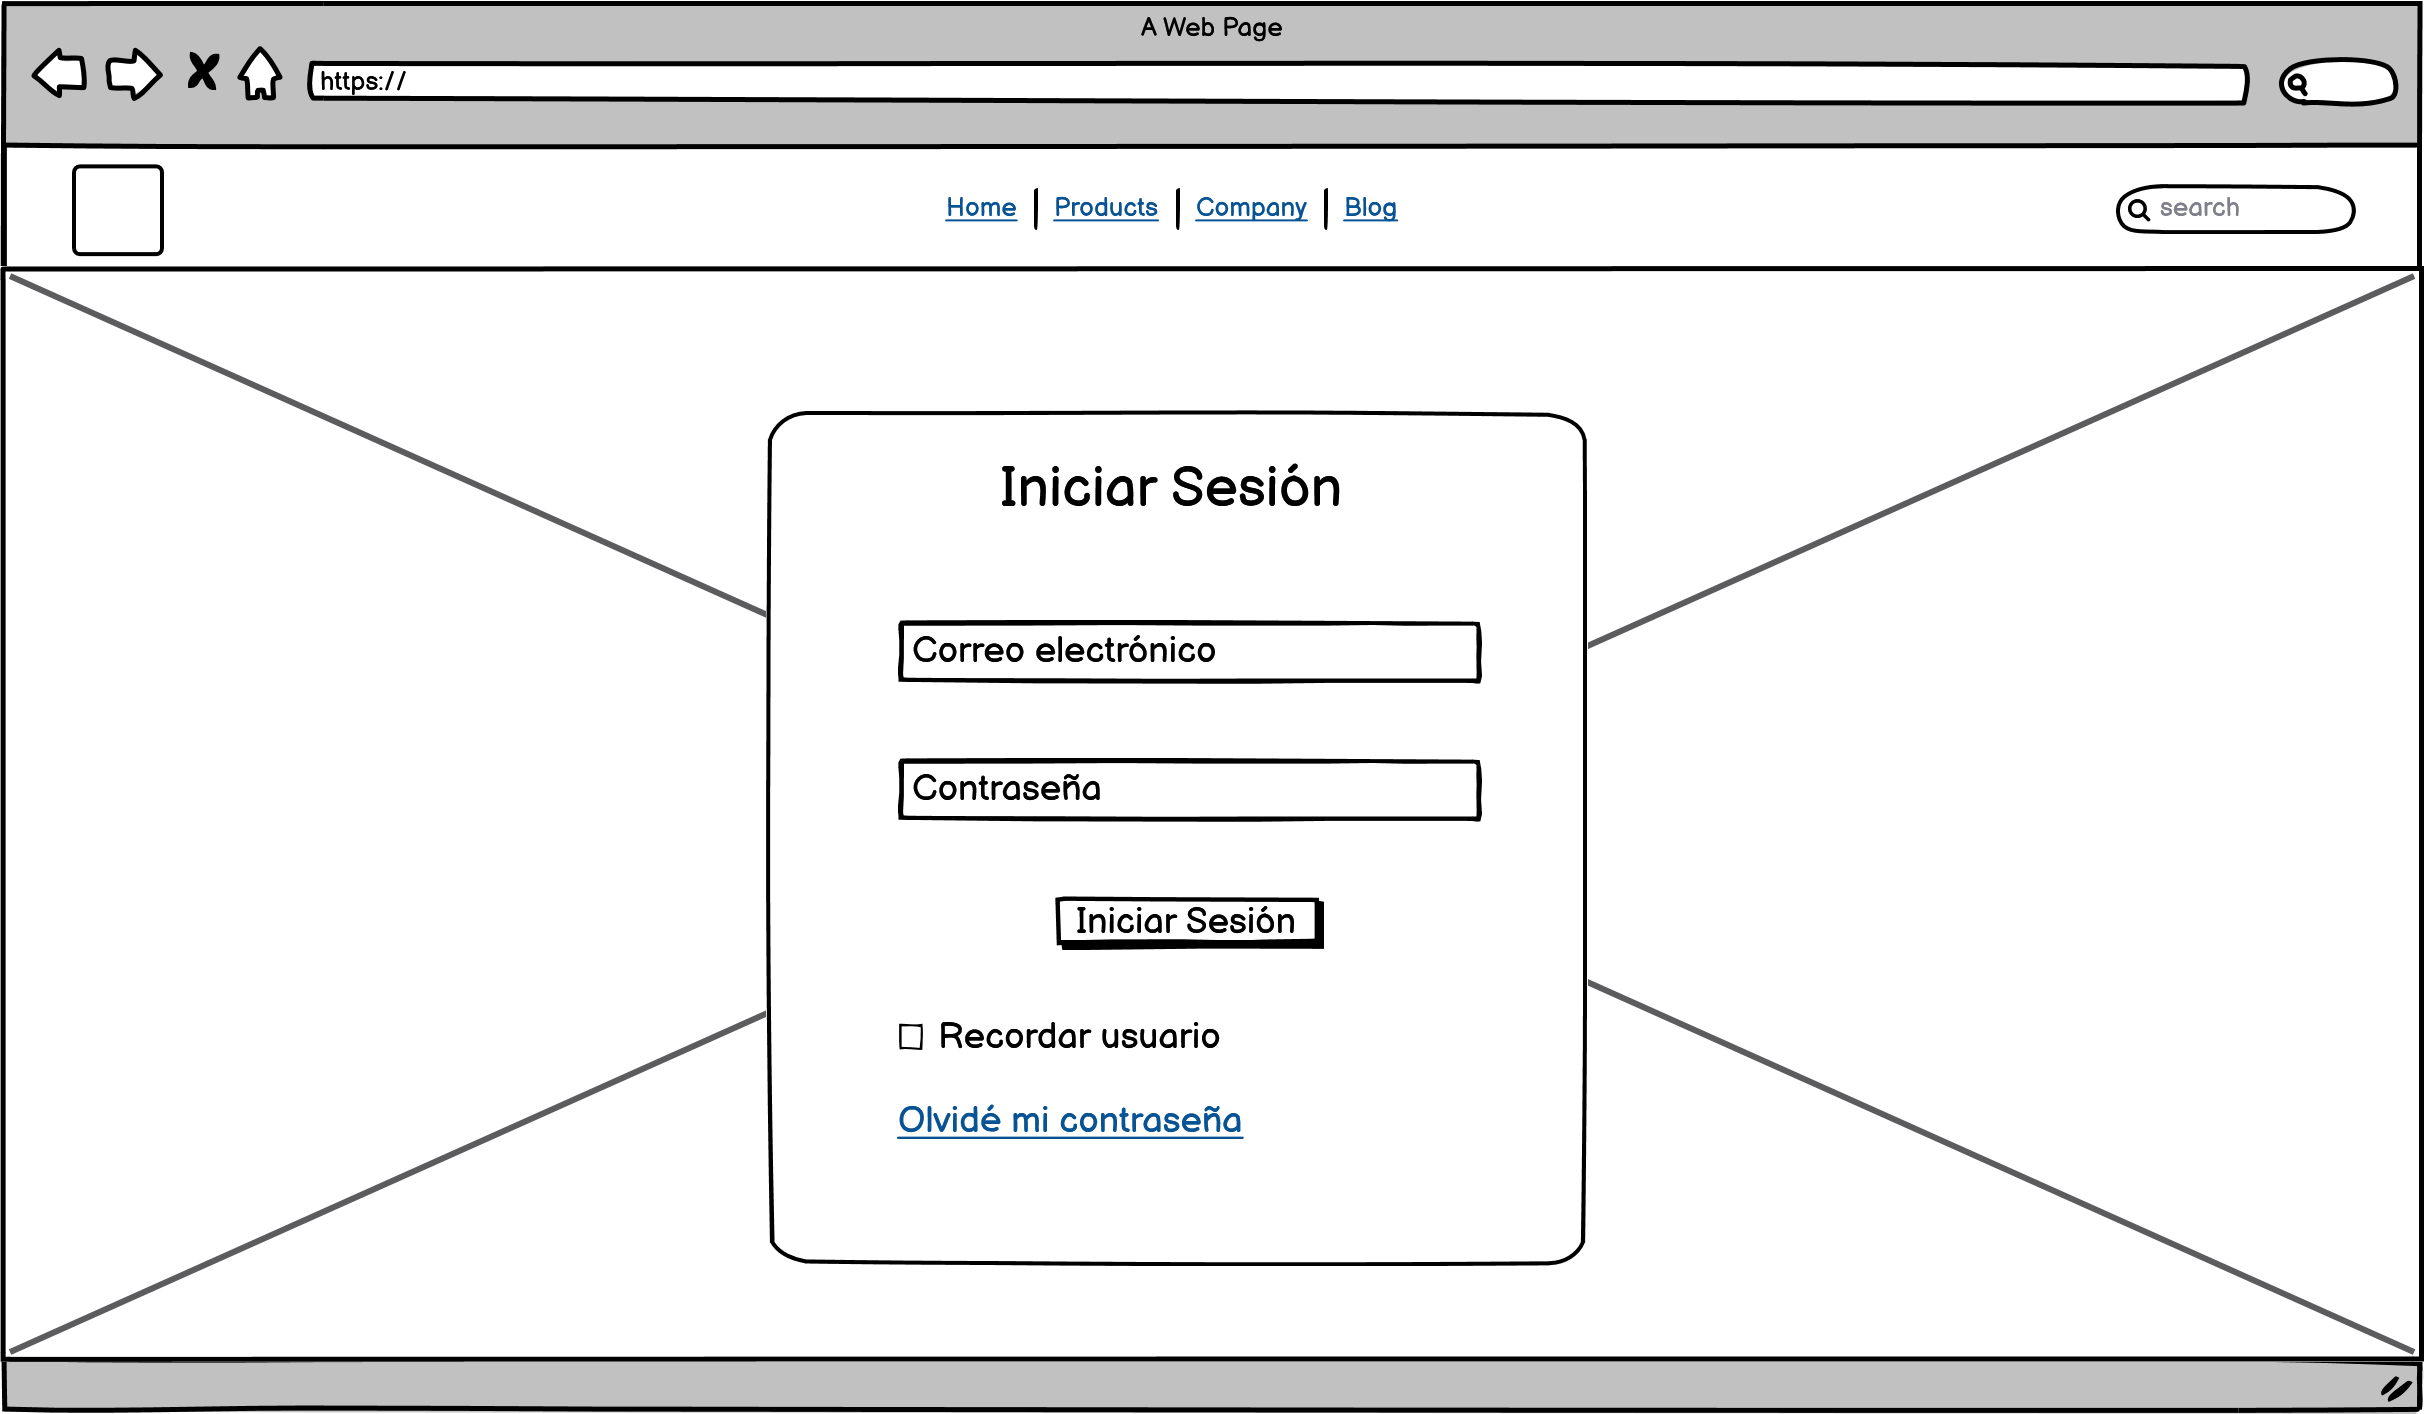 A Web Page
https://
Home Products Company Blog
search
Iniciar Sesión
Correo electrónico
Contraseña
Iniciar Sesión
Recordar usuario
Olvidé mi contraseña